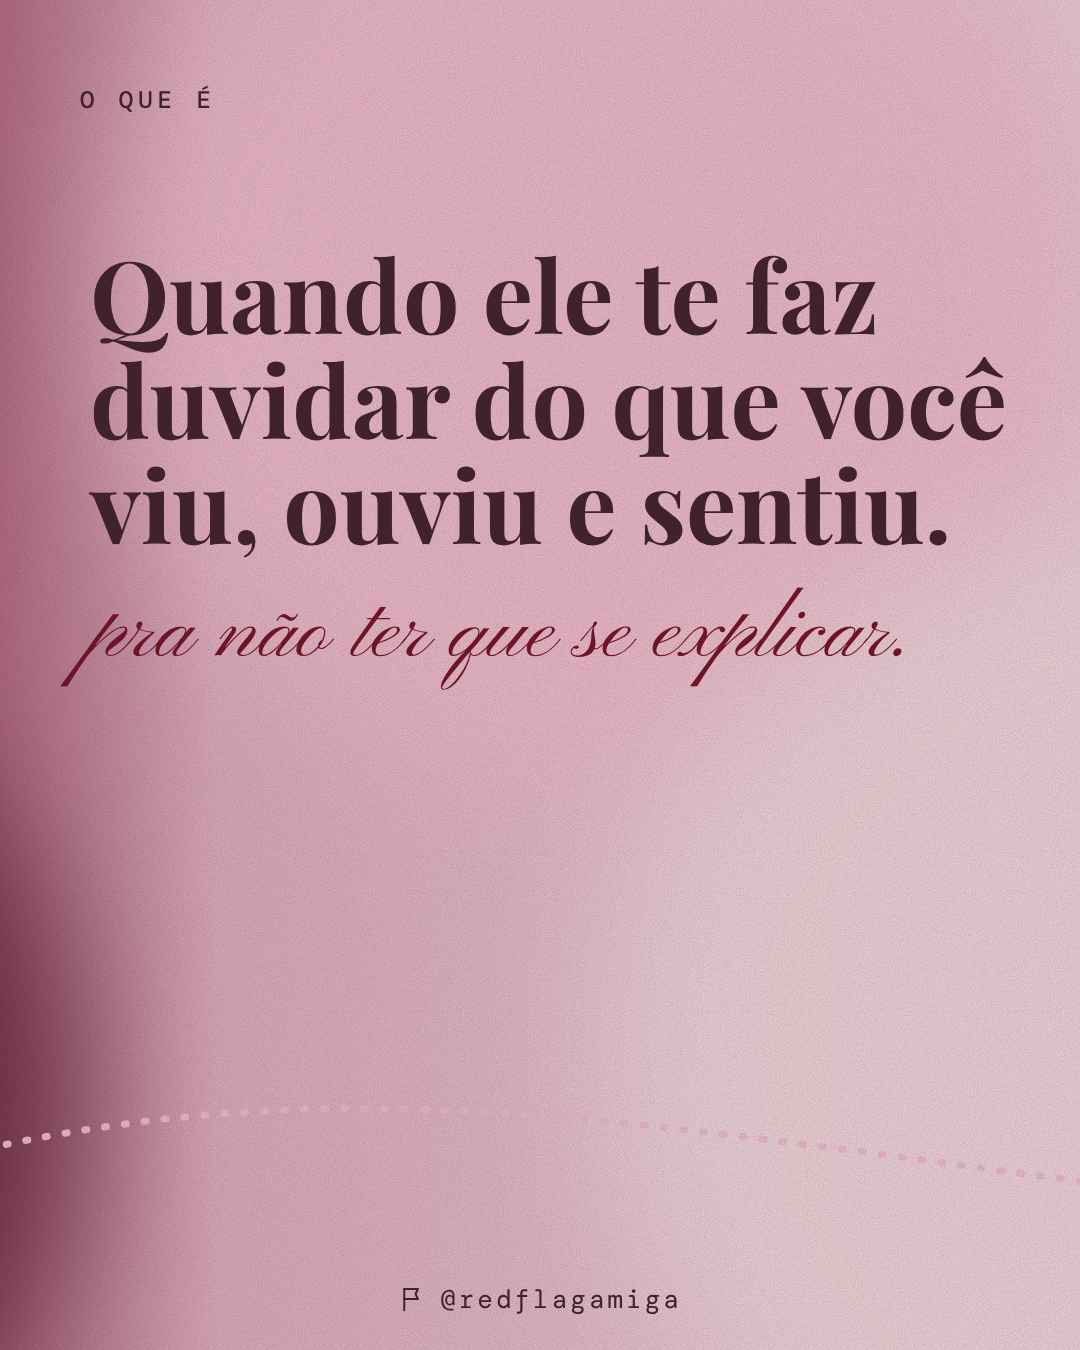 O QUE É
Quando ele te faz
duvidar do que você
viu, ouviu e sentiu.
pra não ter que se explicar.
@redflagamiga